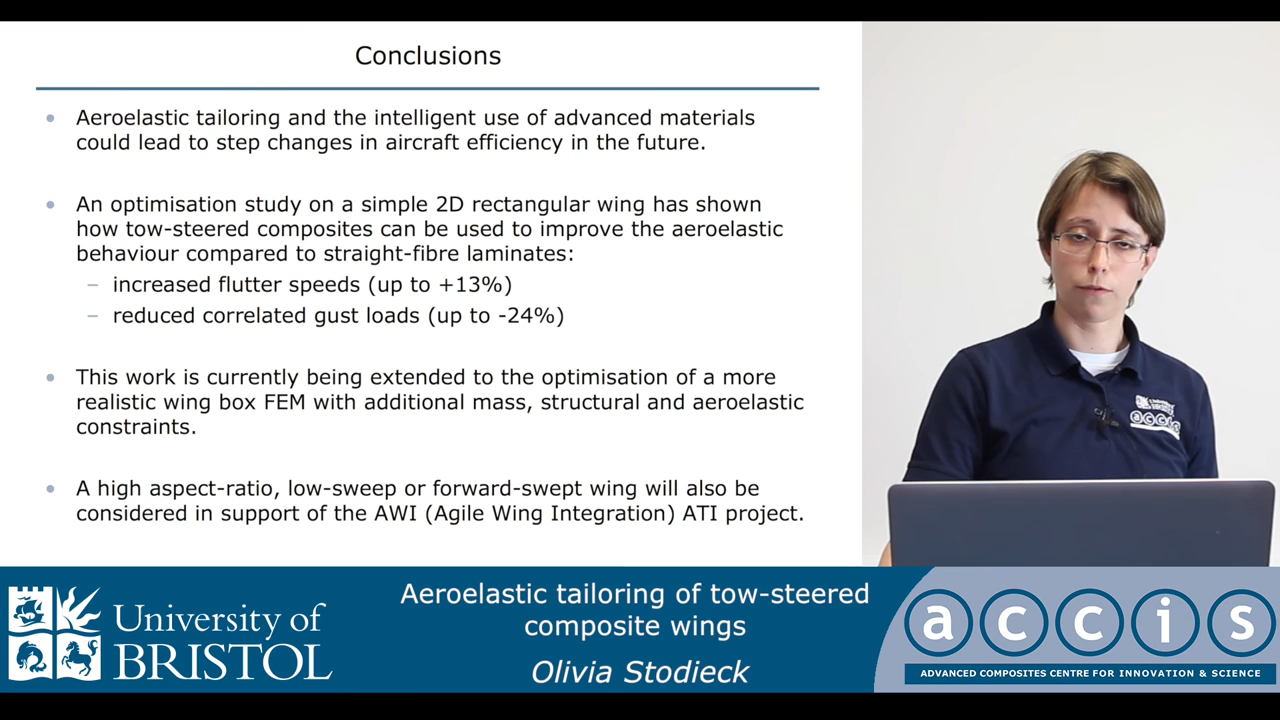 Conclusions
Aeroelastic tailoring and the intelligent use of advanced materials
could lead to step changes in aircraft efficiency in the future.
An optimisation study on a simple 2D rectangular wing has shown
how tow-steered composites can be used to improve the aeroelastic
behaviour compared to straight-fibre laminates:
– increased flutter speeds (up to +13%)
– reduced correlated gust loads (up to -24%)
This work is currently being extended to the optimisation of a more
realistic wing box FEM with additional mass, structural and aeroelastic
constraints.
A high aspect-ratio, low-sweep or forward-swept wing will also be
considered in support of the AWI (Agile Wing Integration) ATI project.
University of
BRISTOL
accis
University of
BRISTOL
Aeroelastic tailoring of tow-steered
composite wings
Olivia Stodieck
accis
ADVANCED COMPOSITES CENTRE FOR INNOVATION & SCIENCE